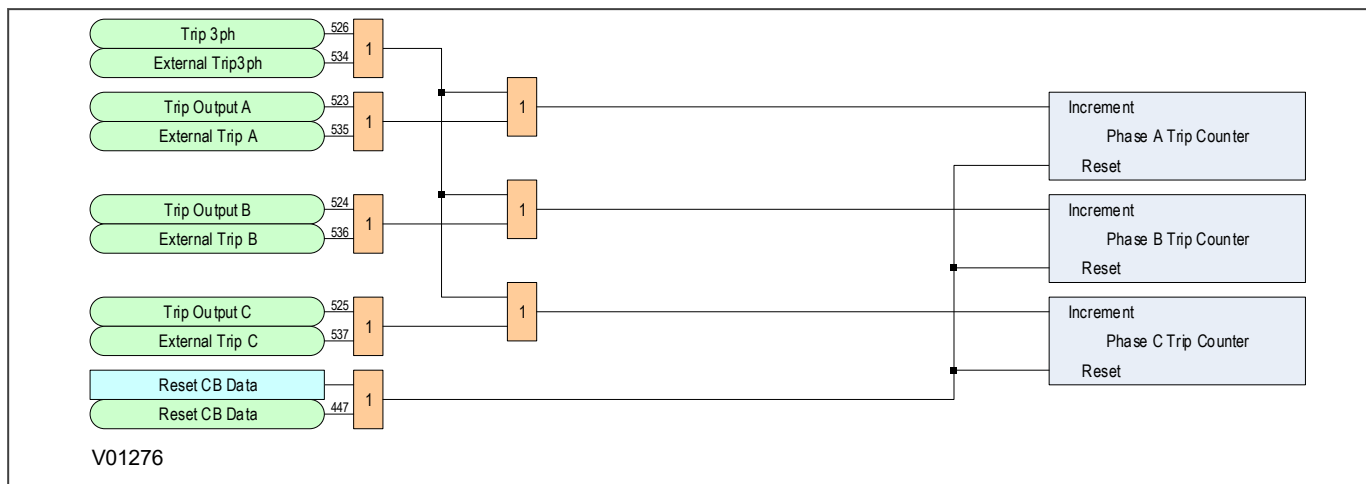 Trip 3ph
526
External Trip3ph
534
1
Trip Output A
523
External Trip A
535
1
1
Increment
Phase A Trip Counter
Reset
Trip Output B
524
External Trip B
536
1
1
Increment
Phase B Trip Counter
Reset
Trip Output C
525
External Trip C
537
1
1
Increment
Phase C Trip Counter
Reset
Reset CB Data
Reset CB Data
447
1
V01276